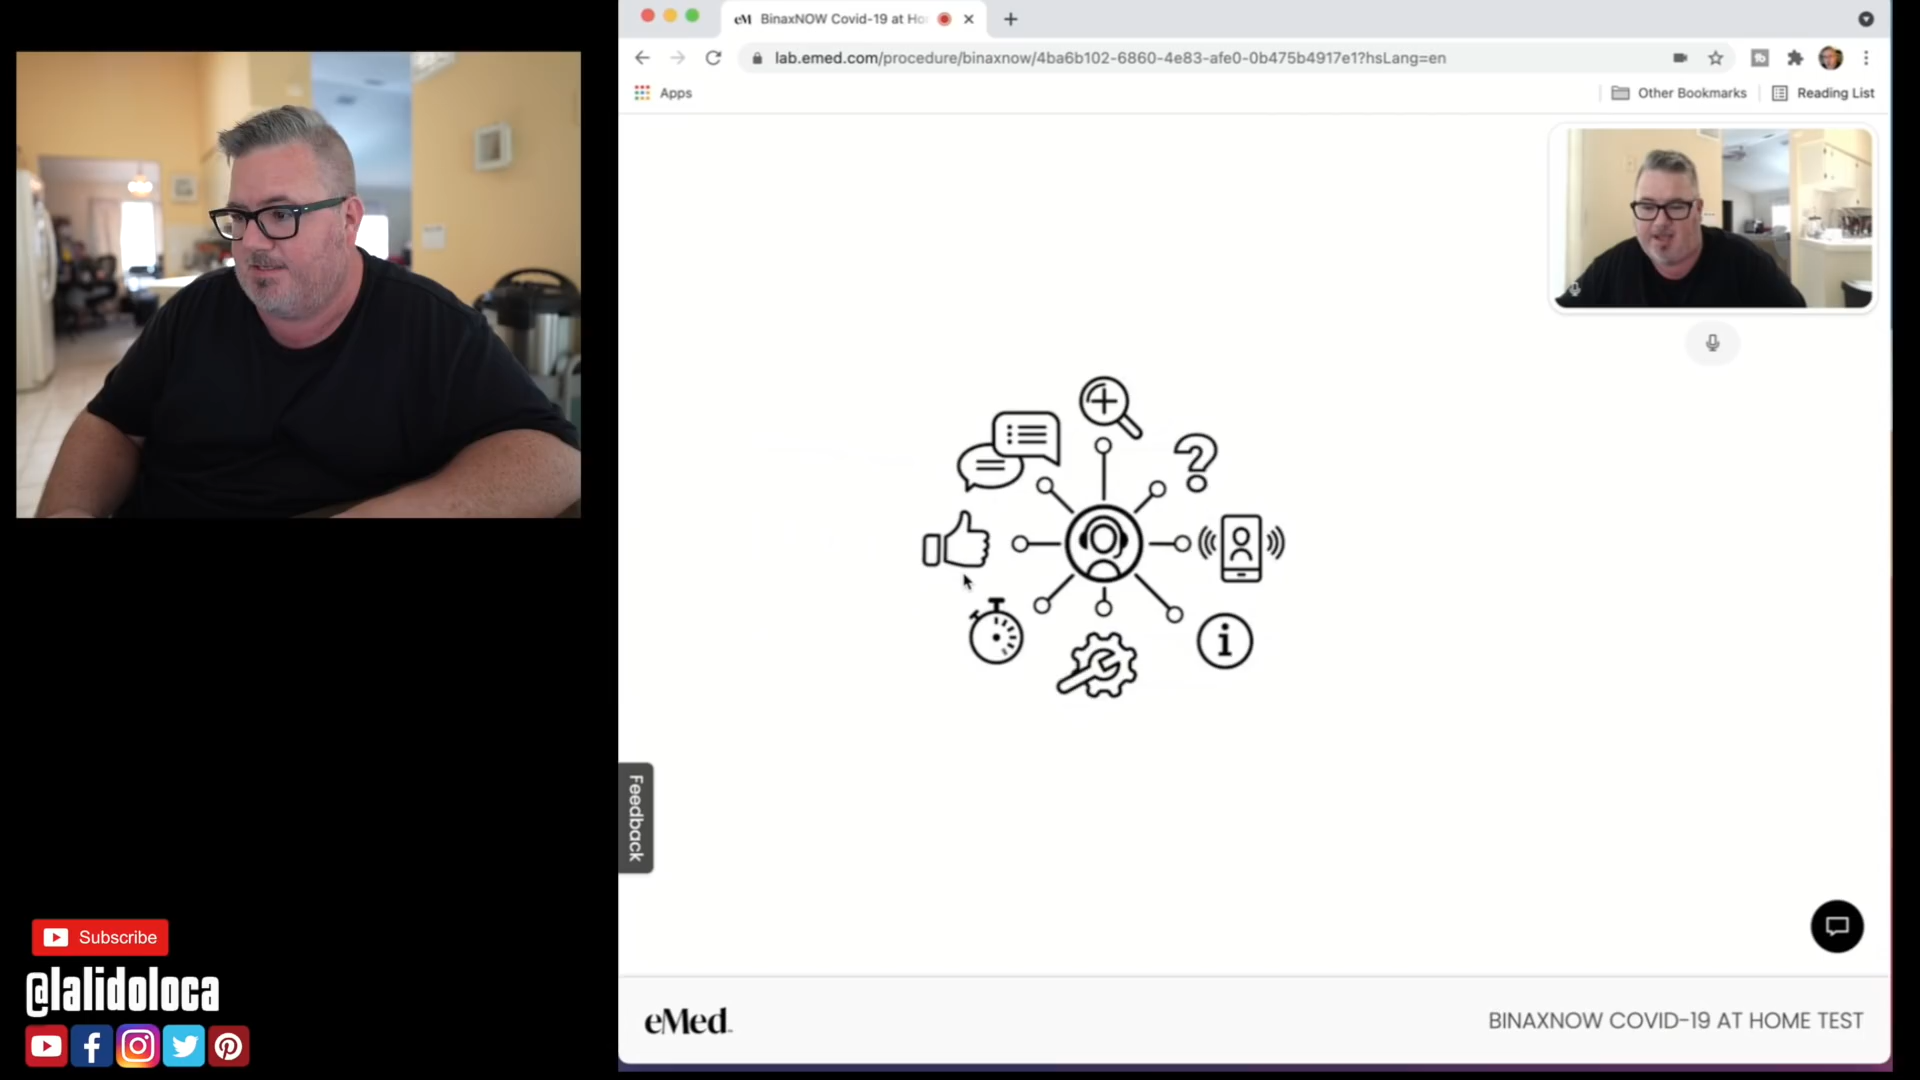 eM BinaxNOW Covid-19 at Ho
lab.emed.com/procedure/binaxnow/4ba6b102-6860-4e83-afe0-0b475b4917e1?hsLang=en
Apps
Other Bookmarks
Reading List
?
i
Feedback
Subscribe
@lalidoloca
eMed
BINAXNOW COVID-19 AT HOME TEST